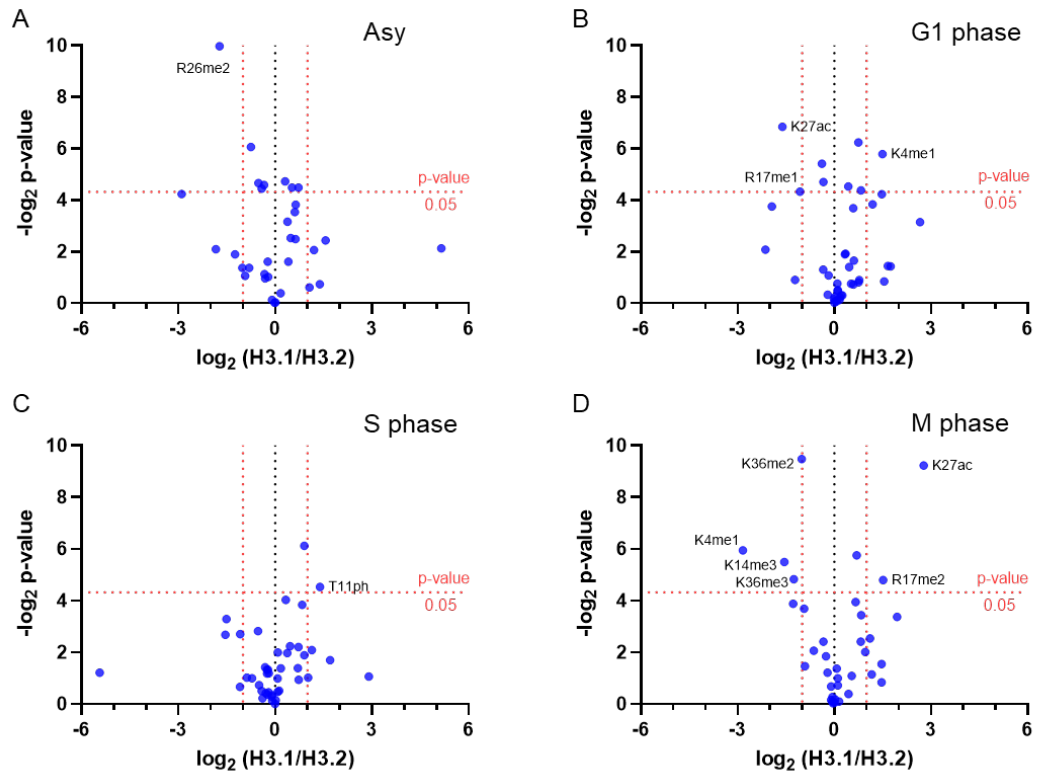 A
Asy
10
8
6
4
2
0
-log2 p-value
R26me2
p-value
0.05
-6
-3
0
3
6
log2 (H3.1/H3.2)
B
G1 phase
10
8
6
4
2
0
-log2 p-value
K27ac
K4me1
R17me1
p-value
0.05
-6
-3
0
3
6
log2 (H3.1/H3.2)
C
S phase
10
8
6
4
2
0
-log2 p-value
T11ph
p-value
0.05
-6
-3
0
3
6
log2 (H3.1/H3.2)
D
M phase
10
8
6
4
2
0
-log2 p-value
K36me2
K27ac
K4me1
K14me3
K36me3
R17me2
p-value
0.05
-6
-3
0
3
6
log2 (H3.1/H3.2)